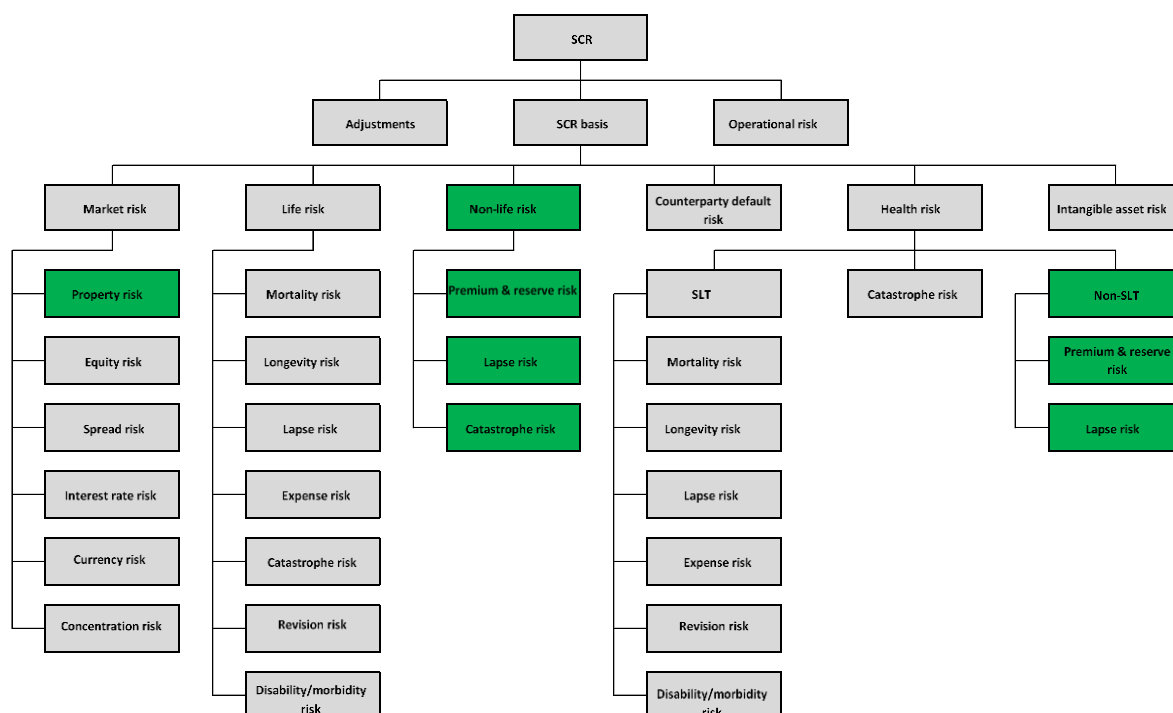 SCR
Adjustments
SCR basis
Operational risk
Market risk
Life risk
Non-life risk
Counterparty default
risk
Health risk
Intangible asset risk
Property risk
Equity risk
Spread risk
Interest rate risk
Currency risk
Concentration risk
Mortality risk
Longevity risk
Lapse risk
Expense risk
Catastrophe risk
Revision risk
Disability/morbidity
risk
Premium & reserve risk
Lapse risk
Catastrophe risk
SLT
Mortality risk
Longevity risk
Lapse risk
Expense risk
Revision risk
Disability/morbidity
risk
Catastrophe risk
Non-SLT
Premium & reserve
risk
Lapse risk